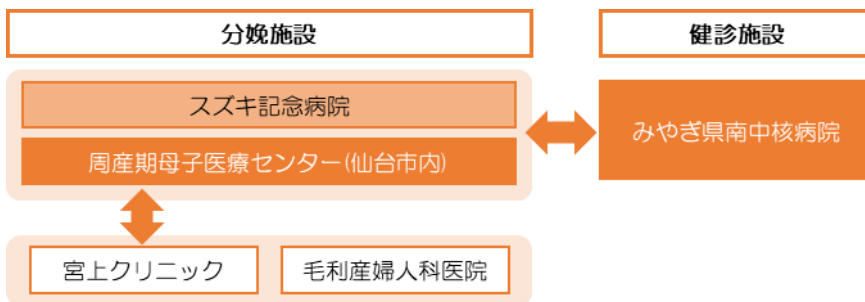 分娩施設
健診施設
スズキ記念病院
周産期母子医療センター(仙台市内)
みやぎ県南中核病院
宮上クリニック
毛利産婦人科医院